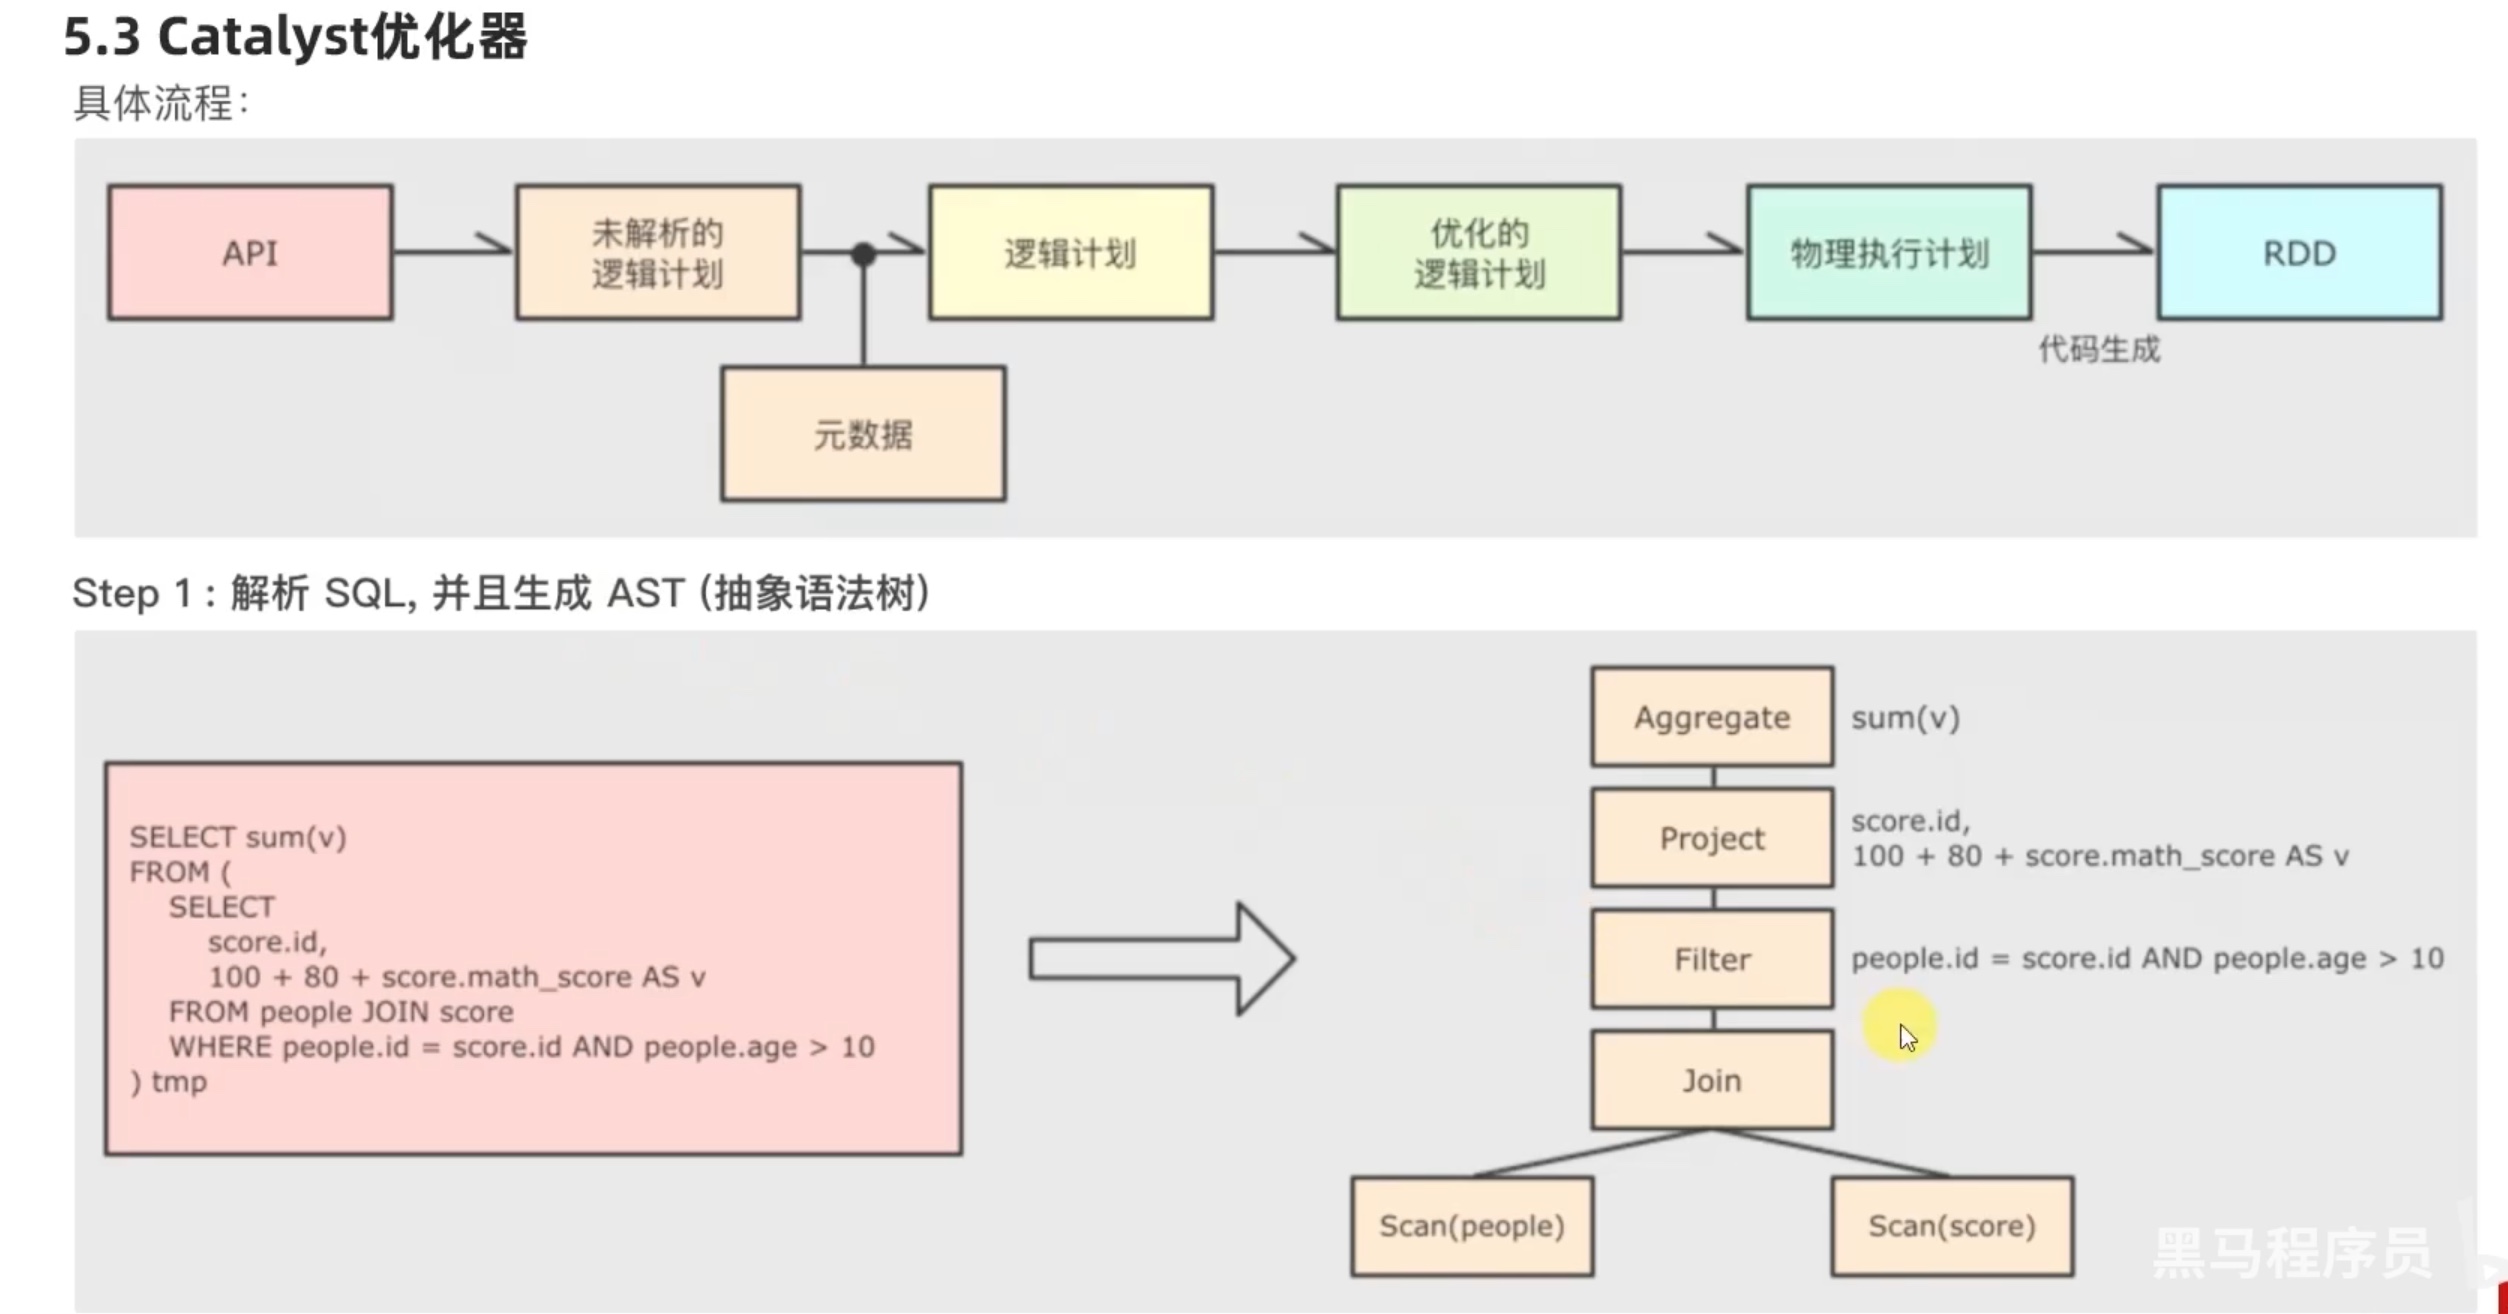 5.3 Catalyst优化器
具体流程：
API
未解析的
逻辑计划
逻辑计划
优化的
逻辑计划
物理执行计划
RDD
代码生成
元数据
Step 1 : 解析 SQL, 并且生成 AST (抽象语法树)
SELECT sum(v)
FROM (
SELECT
score.id,
100 + 80 + score.math_score AS v
FROM people JOIN score
WHERE people.id = score.id AND people.age > 10
) tmp
Aggregate
sum(v)
Project
score.id,
100 + 80 + score.math_score AS v
Filter
people.id = score.id AND people.age > 10
Join
Scan(people)
Scan(score)
黑马程序员